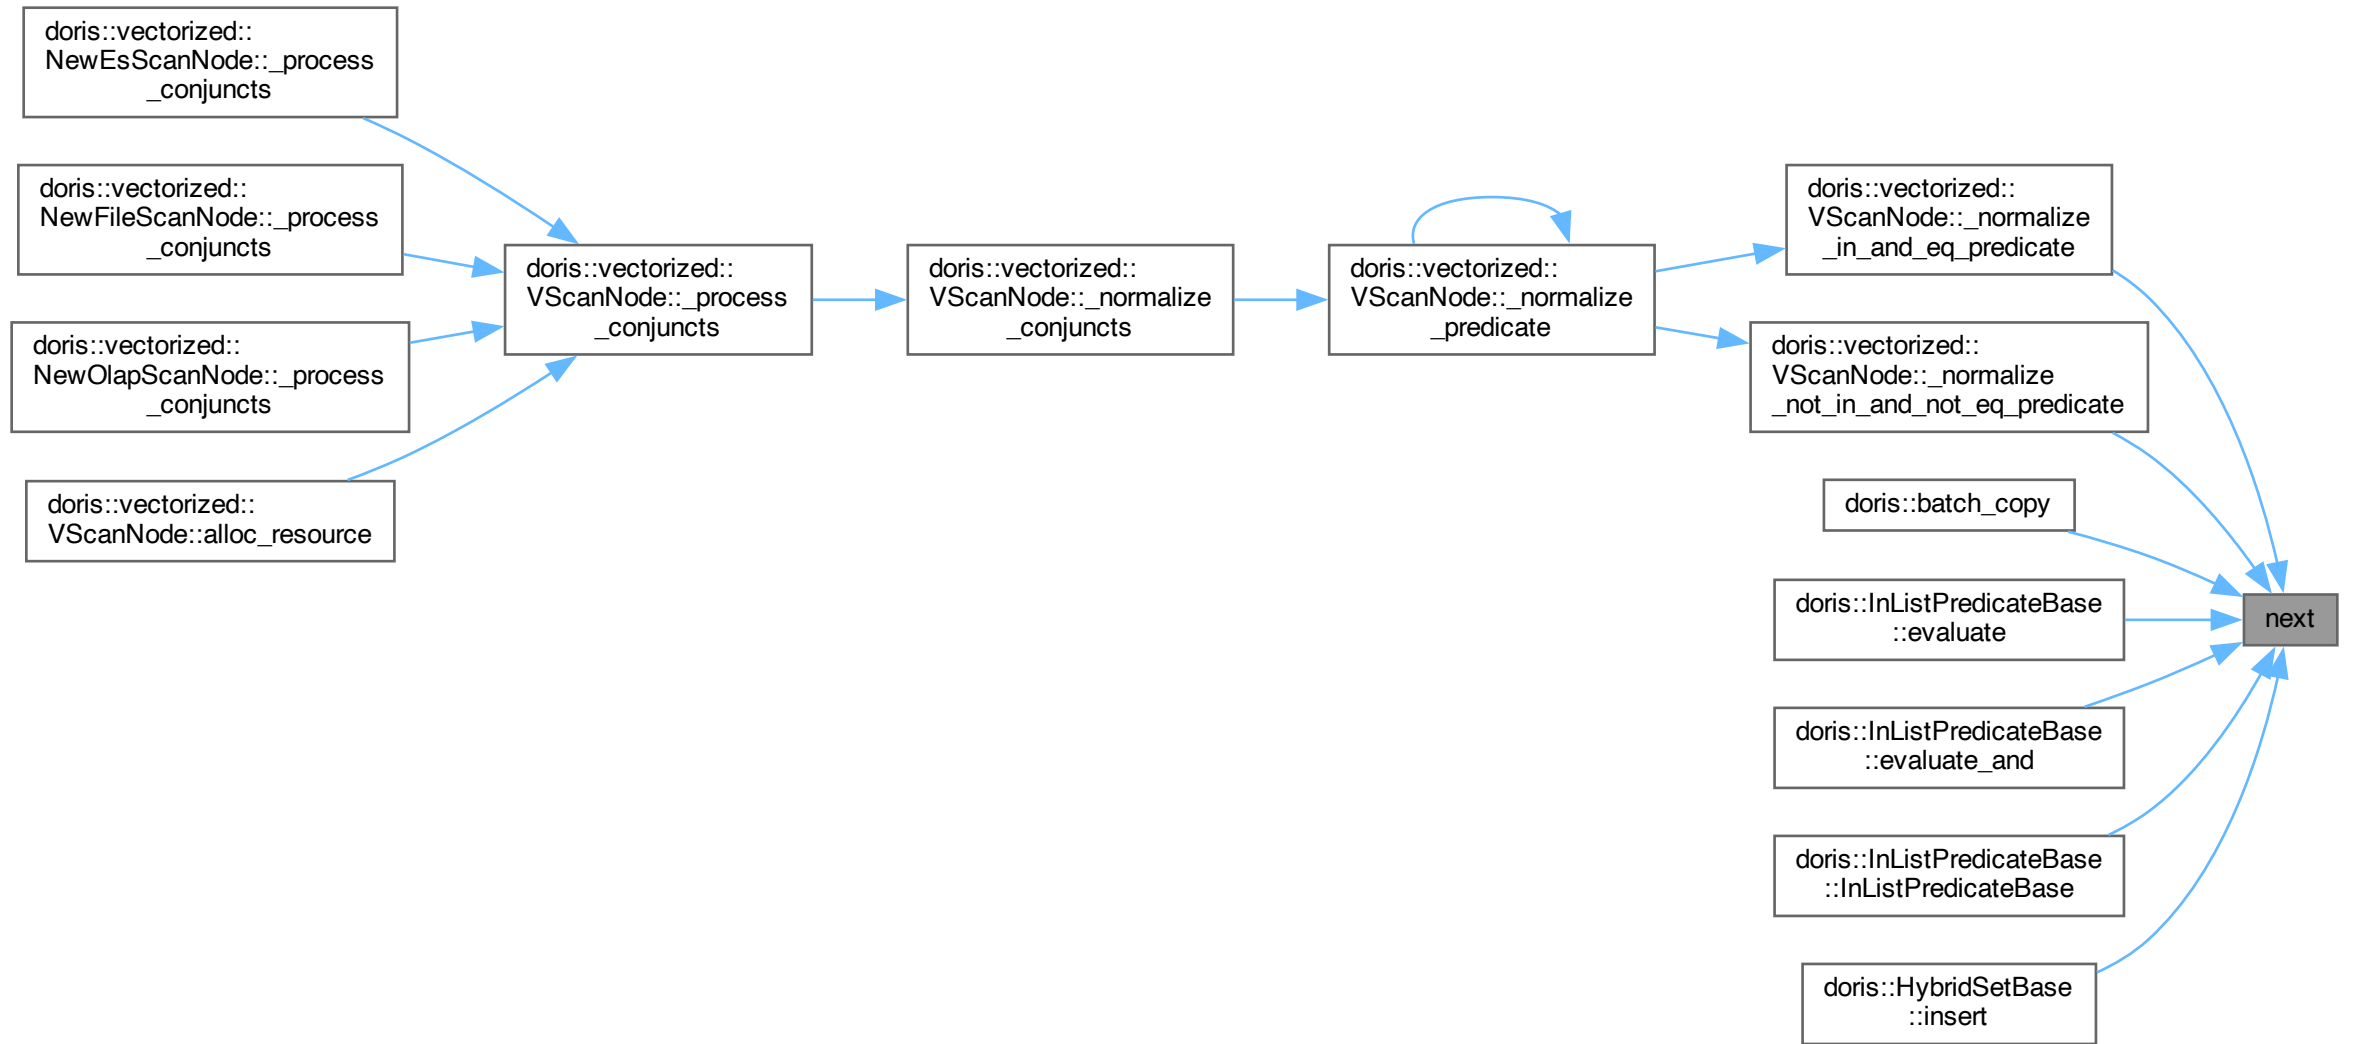 doris::vectorized::
NewEsScanNode::_process
_conjuncts
doris::vectorized::
NewFileScanNode::_process
_conjuncts
doris::vectorized::
NewOlapScanNode::_process
_conjuncts
doris::vectorized::
VScanNode::alloc_resource
doris::vectorized::
VScanNode::_process
_conjuncts
doris::vectorized::
VScanNode::_normalize
_conjuncts
doris::vectorized::
VScanNode::_normalize
_predicate
doris::vectorized::
VScanNode::_normalize
_in_and_eq_predicate
doris::vectorized::
VScanNode::_normalize
_not_in_and_not_eq_predicate
doris::batch_copy
doris::InListPredicateBase
::evaluate
doris::InListPredicateBase
::evaluate_and
doris::InListPredicateBase
::InListPredicateBase
doris::HybridSetBase
::insert
next